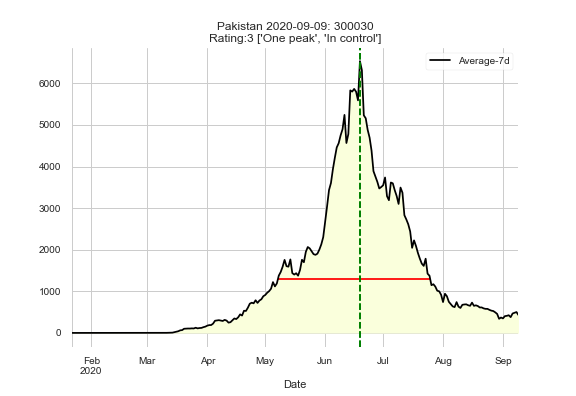 Pakistan 2020-09-09: 300030
Rating:3 ['One peak', 'In control']
Average-7d
6000
5000
4000
3000
2000
1000
0
Feb Mar Apr May Jun Jul Aug Sep
2020
Date